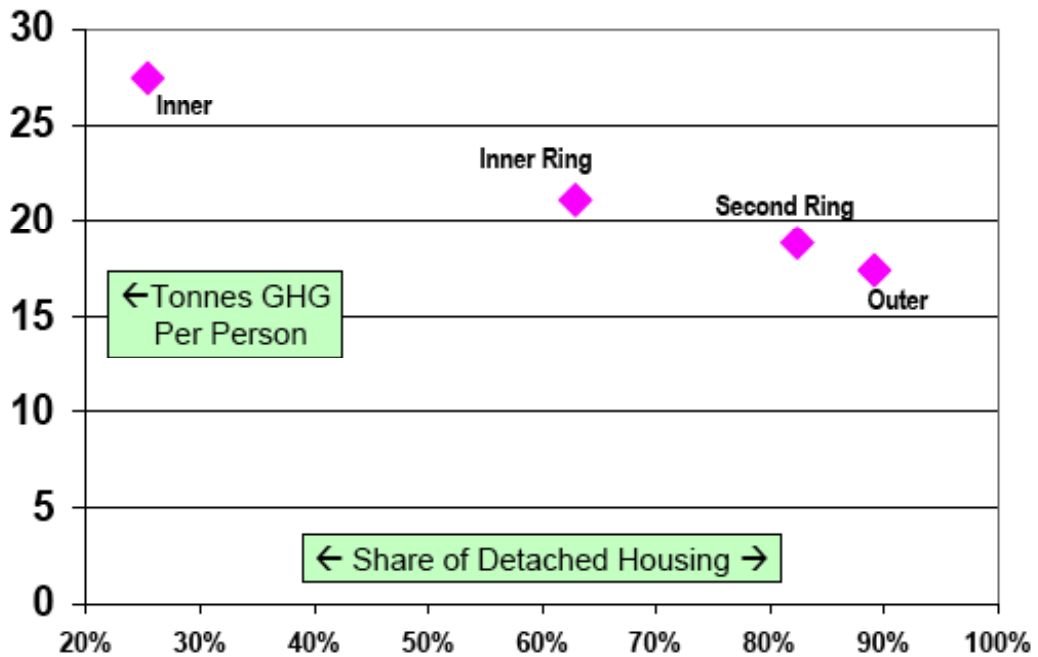 30
Inner
25
Inner Ring
20
Second Ring
←Tonnes GHG
Per Person
Outer
15
10
5
← Share of Detached Housing →
0
20% 30% 40% 50% 60% 70% 80% 90% 100%